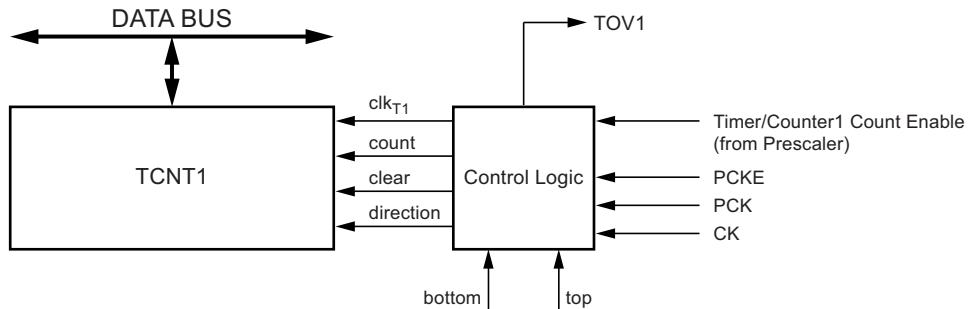 DATA BUS
TOV1
clkT1
Timer/Counter1 Count Enable
(from Prescaler)
count
TCNT1
clear
Control Logic
PCKE
direction
PCK
CK
bottom
top